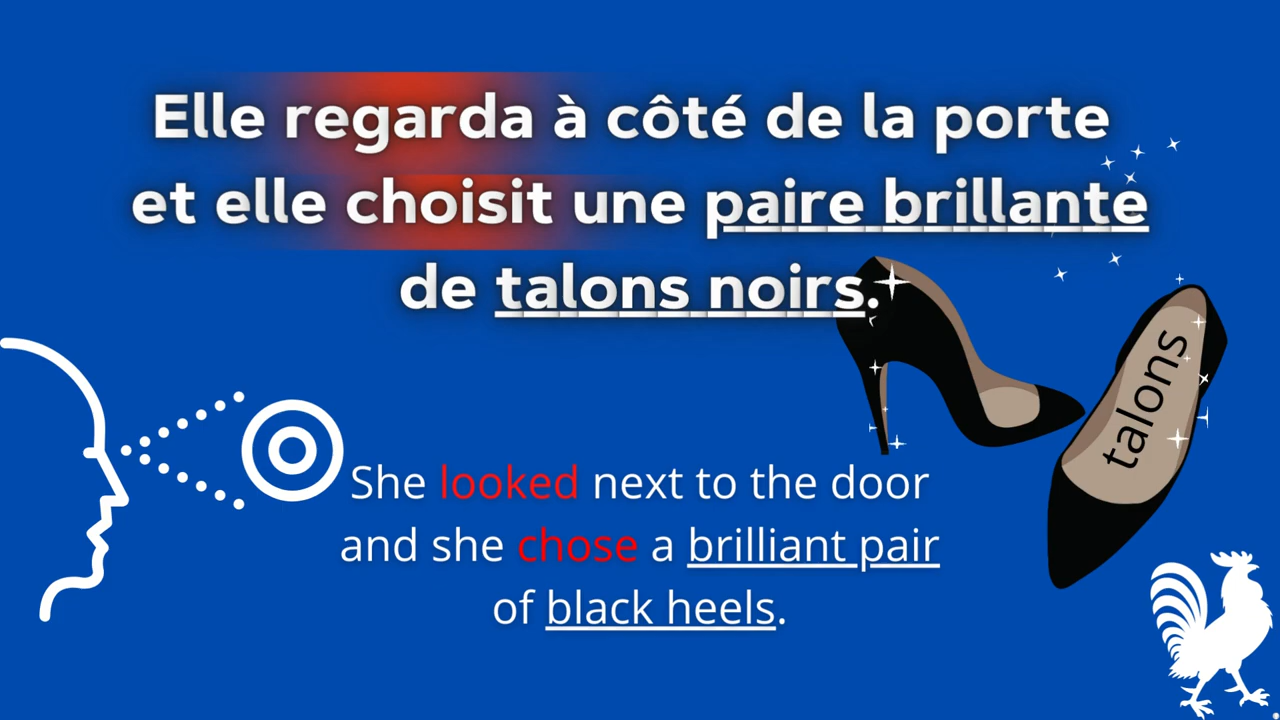 Elle regarda à côté de la porte
et elle choisit une paire brillante
de talons noirs.
talons
She looked next to the door
and she chose a brilliant pair
of black heels.